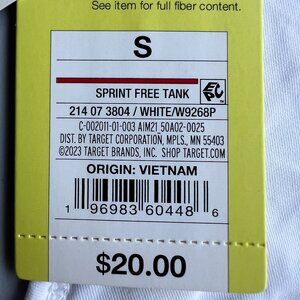 See item for full fiber content.
S
SPRINT FREE TANK EPC
214 07 3804 / WHITE/W9268P
C-002011-01-003 AIM21_50A02-0025
DIST. BY TARGET CORPORATION, MPLS., MN 55403
©2023 TARGET BRANDS, INC. SHOP TARGET.COM
ORIGIN: VIETNAM
1 96983 60448 6
$20.00